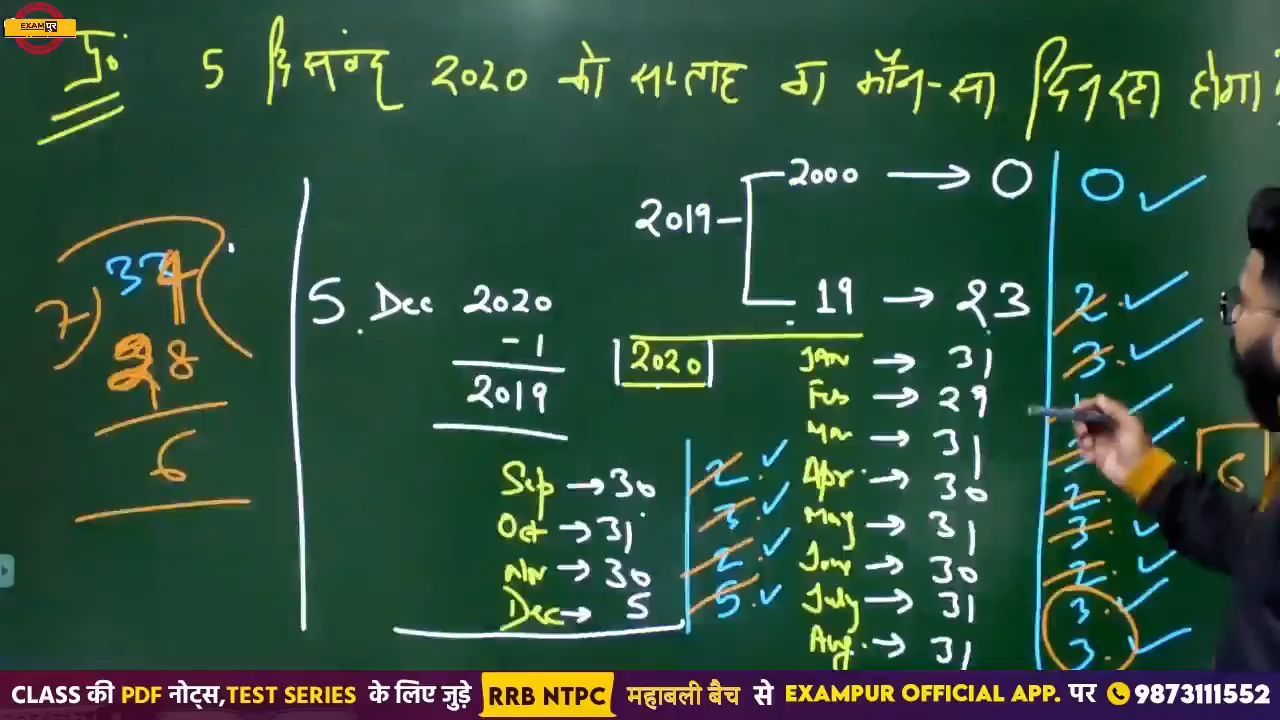 EXAMপুর
प्र० 5 दिसंबर 2020 को सप्ताह का कौन-सा दिन रहा होगा
2000 → 0 0
2019
19 → 23 2
7) 34
28
6
5 Dec 2020
-1
2019
2020
JAN → 31 3
Feb → 29
Mar → 31
Apr → 30 2
May → 31 3
Jun → 30 2
July → 31 3
Aug → 31 3
6
Sep → 30 2
Oct → 31 3
Nov → 30 2
Dec → 5 5
CLASS की PDF नोट्स,TEST SERIES के लिए जुड़े RRB NTPC महाबली बैच से EXAMPUR OFFICIAL APP. पर 9873111552